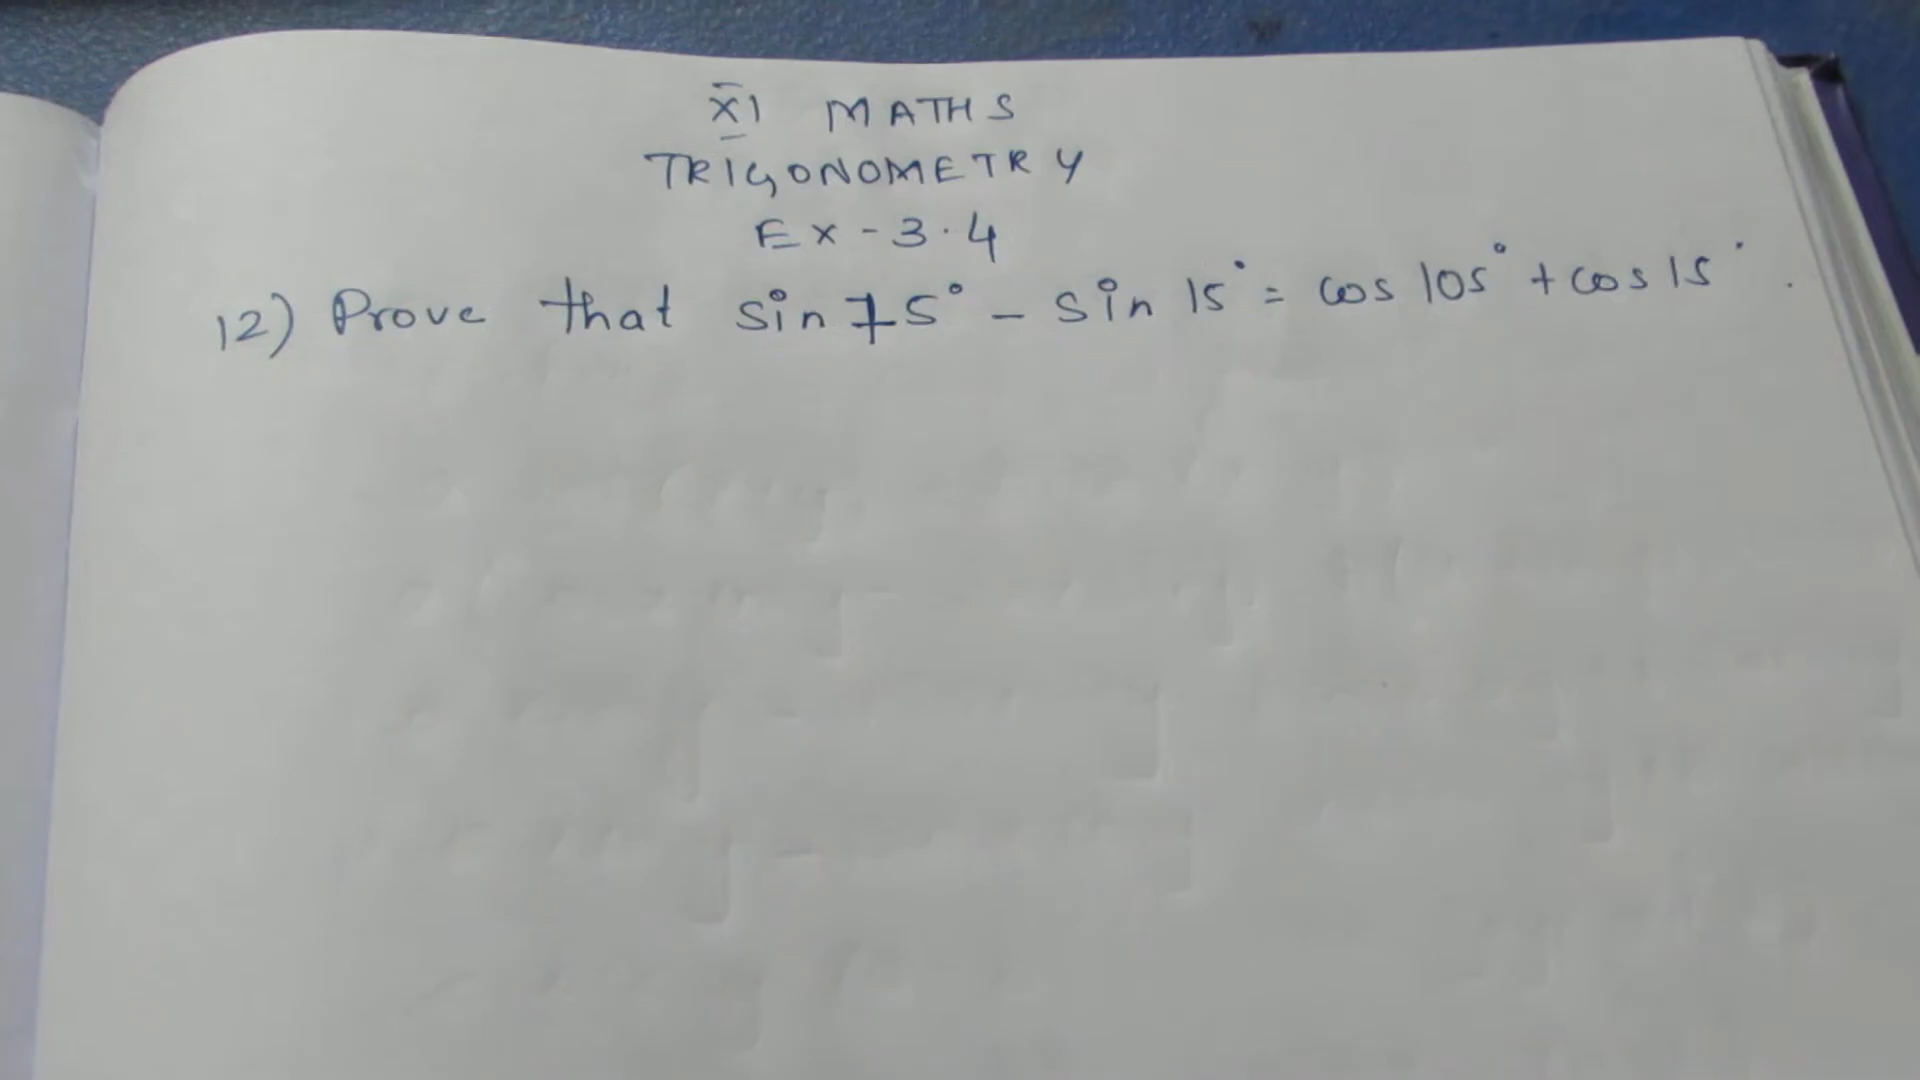 XI MATHS
TRIGONOMETRY
Ex - 3.4
12) Prove that sin 75° - sin 15° = cos 105° + cos 15°.